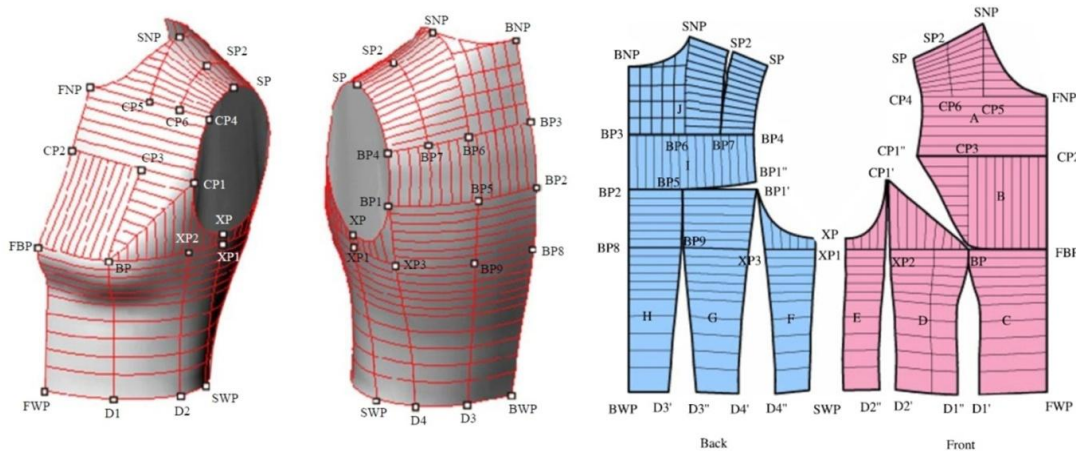 SNP
SP2
SP
FNP
CP5
CP6
CP4
CP2
CP3
CP1
XP
XP2
XP1
FBP
BP
FWP
D1
D2
SWP
SNP
BNP
SP2
SP
BP3
BP4
BP7
BP6
BP1
BP5
BP2
XP
XP1
XP3
BP9
BP8
SWP
D4
D3
BWP
SNP
BNP
SP2
SP
J
BP3
BP6
BP7
BP4
I
BP1"
BP2
BP5
BP1'
BP8
BP9
XP3
XP
XP1
H
G
F
BWP
D3'
D3"
D4'
D4"
SWP
Back
SNP
SP2
SP
CP4
CP6
CP5
FNP
A
CP1"
CP3
CP2
CP1'
B
XP2
BP
FBP
E
D
C
D2"
D2'
D1"
D1'
FWP
Front